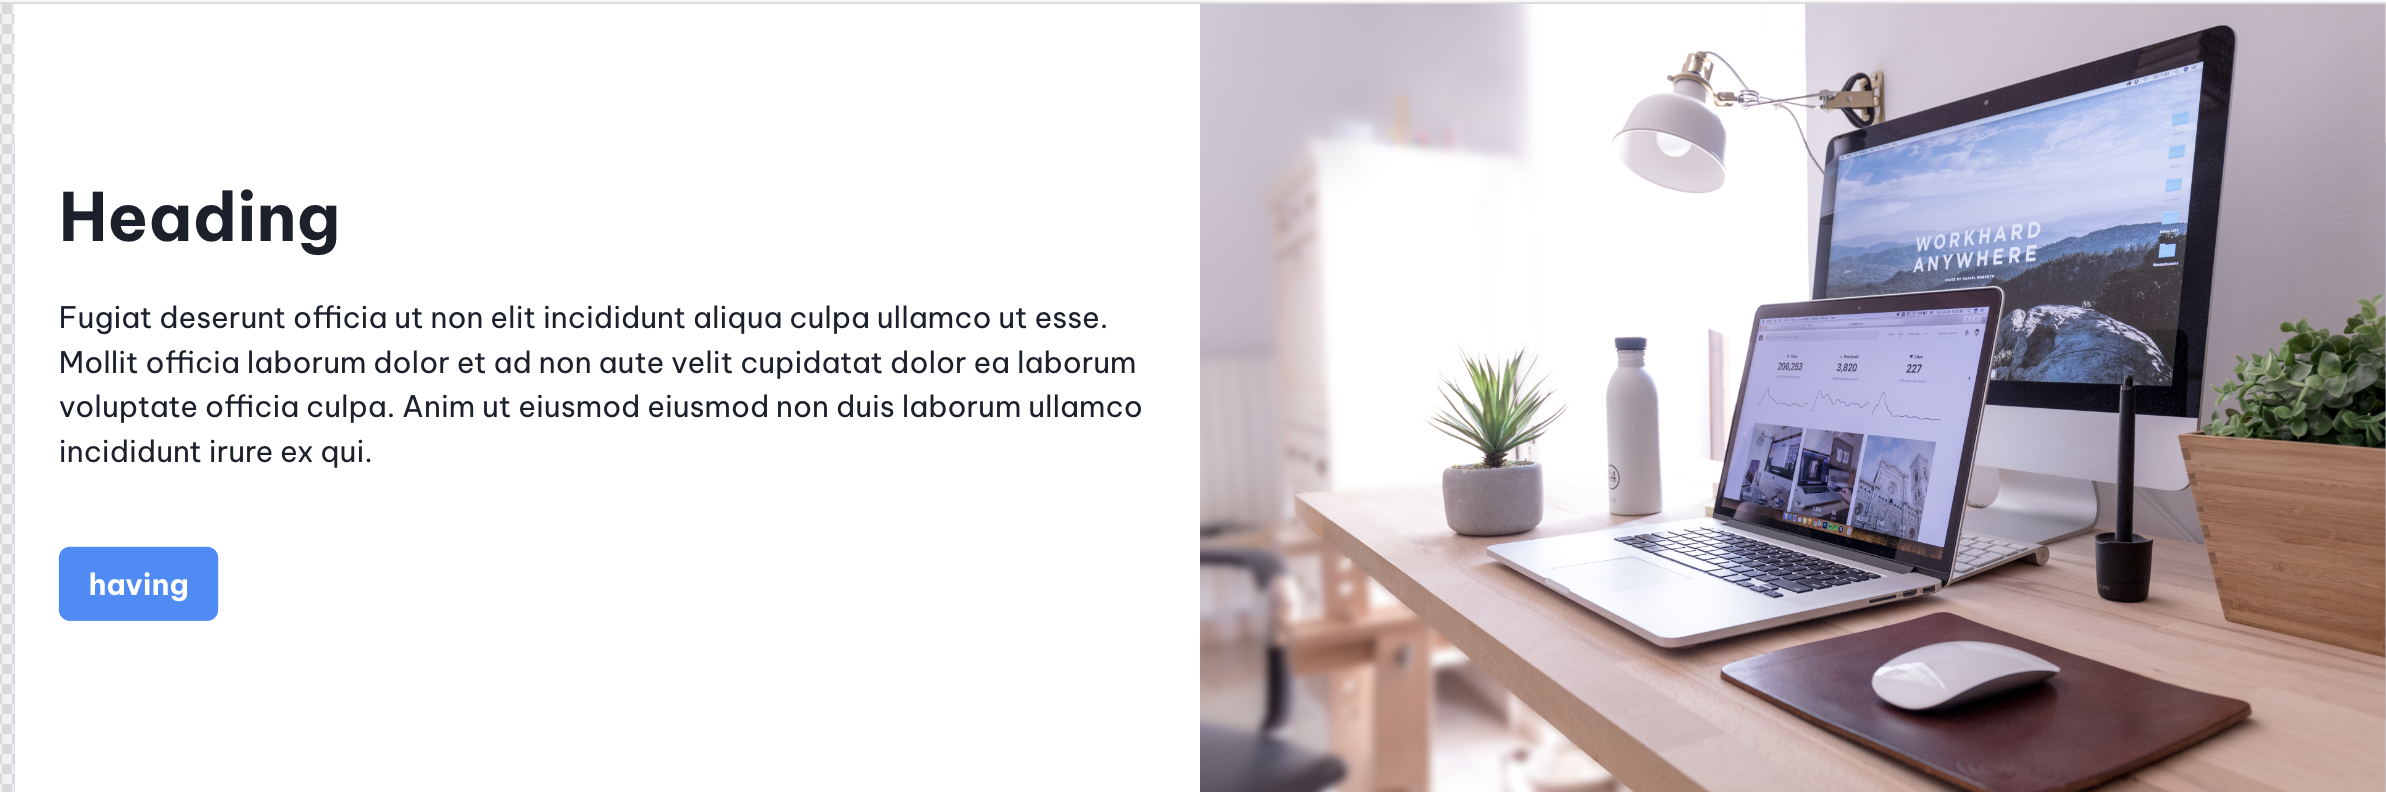 Heading
Fugiat deserunt officia ut non elit incididunt aliqua culpa ullamco ut esse.
Mollit officia laborum dolor et ad non aute velit cupidatat dolor ea laborum
voluptate officia culpa. Anim ut eiusmod eiusmod non duis laborum ullamco
incididunt irure ex qui.
having
WORKHARD
ANYWHERE
206,253
3,820
227